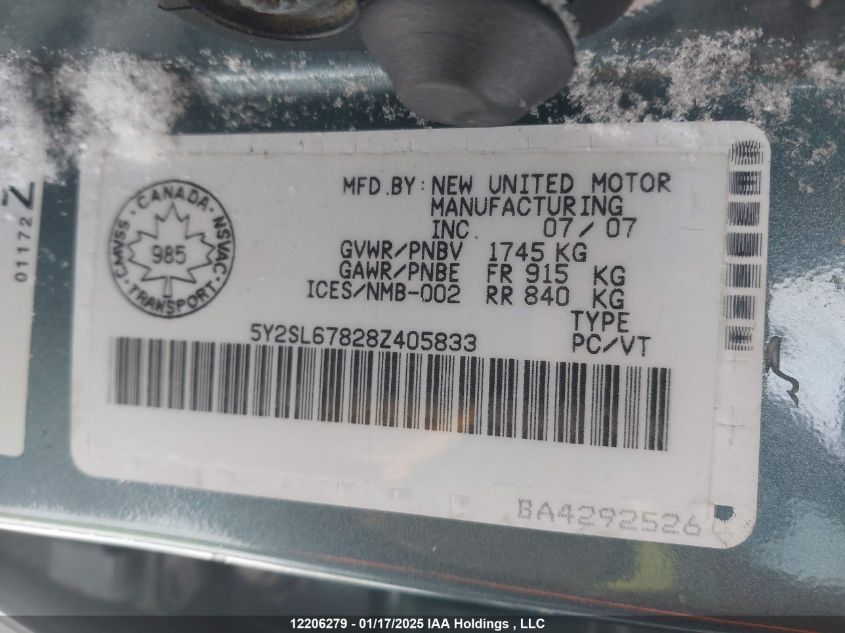 MFD.BY: NEW UNITED MOTOR
MANUFACTURING
INC. 07/07
GVWR/PNBV 1745 KG
GAWR/PNBE FR 915 KG
ICES/NMB-002 RR 840 KG
TYPE
5Y2SL67828Z405833 PC/VT
CANADA
CMVSS
NSVAC
985
TRANSPORT
BA4292526
01172
Z
12206279 - 01/17/2025 IAA Holdings, LLC